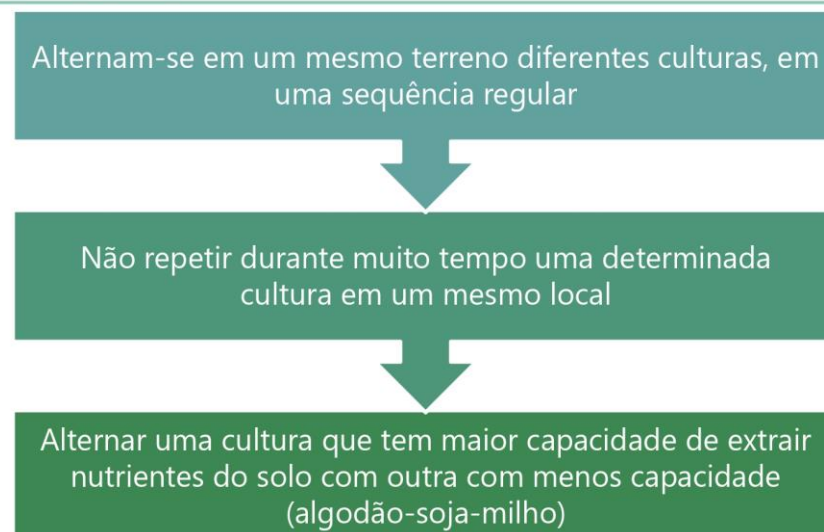 Alternam-se em um mesmo terreno diferentes culturas, em
uma sequência regular
Não repetir durante muito tempo uma determinada
cultura em um mesmo local
Alternar uma cultura que tem maior capacidade de extrair
nutrientes do solo com outra com menos capacidade
(algodão-soja-milho)